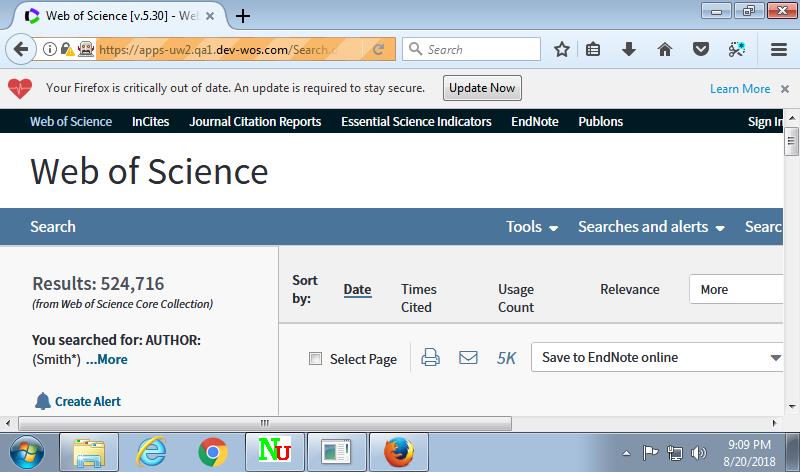 Web of Science [v.5.30] - Web
https://apps-uw2.qa1.dev-wos.com/Search.
Search
Your Firefox is critically out of date. An update is required to stay secure.
Update Now
Learn More
Web of Science InCites Journal Citation Reports Essential Science Indicators EndNote Publons Sign In
Web of Science
Search Tools Searches and alerts Searc
Results: 524,716
(from Web of Science Core Collection)
Sort by: Date Times Cited Usage Count Relevance More
You searched for: AUTHOR:
(Smith*) ...More
Select Page 5K Save to EndNote online
Create Alert
NU
9:09 PM
8/20/2018